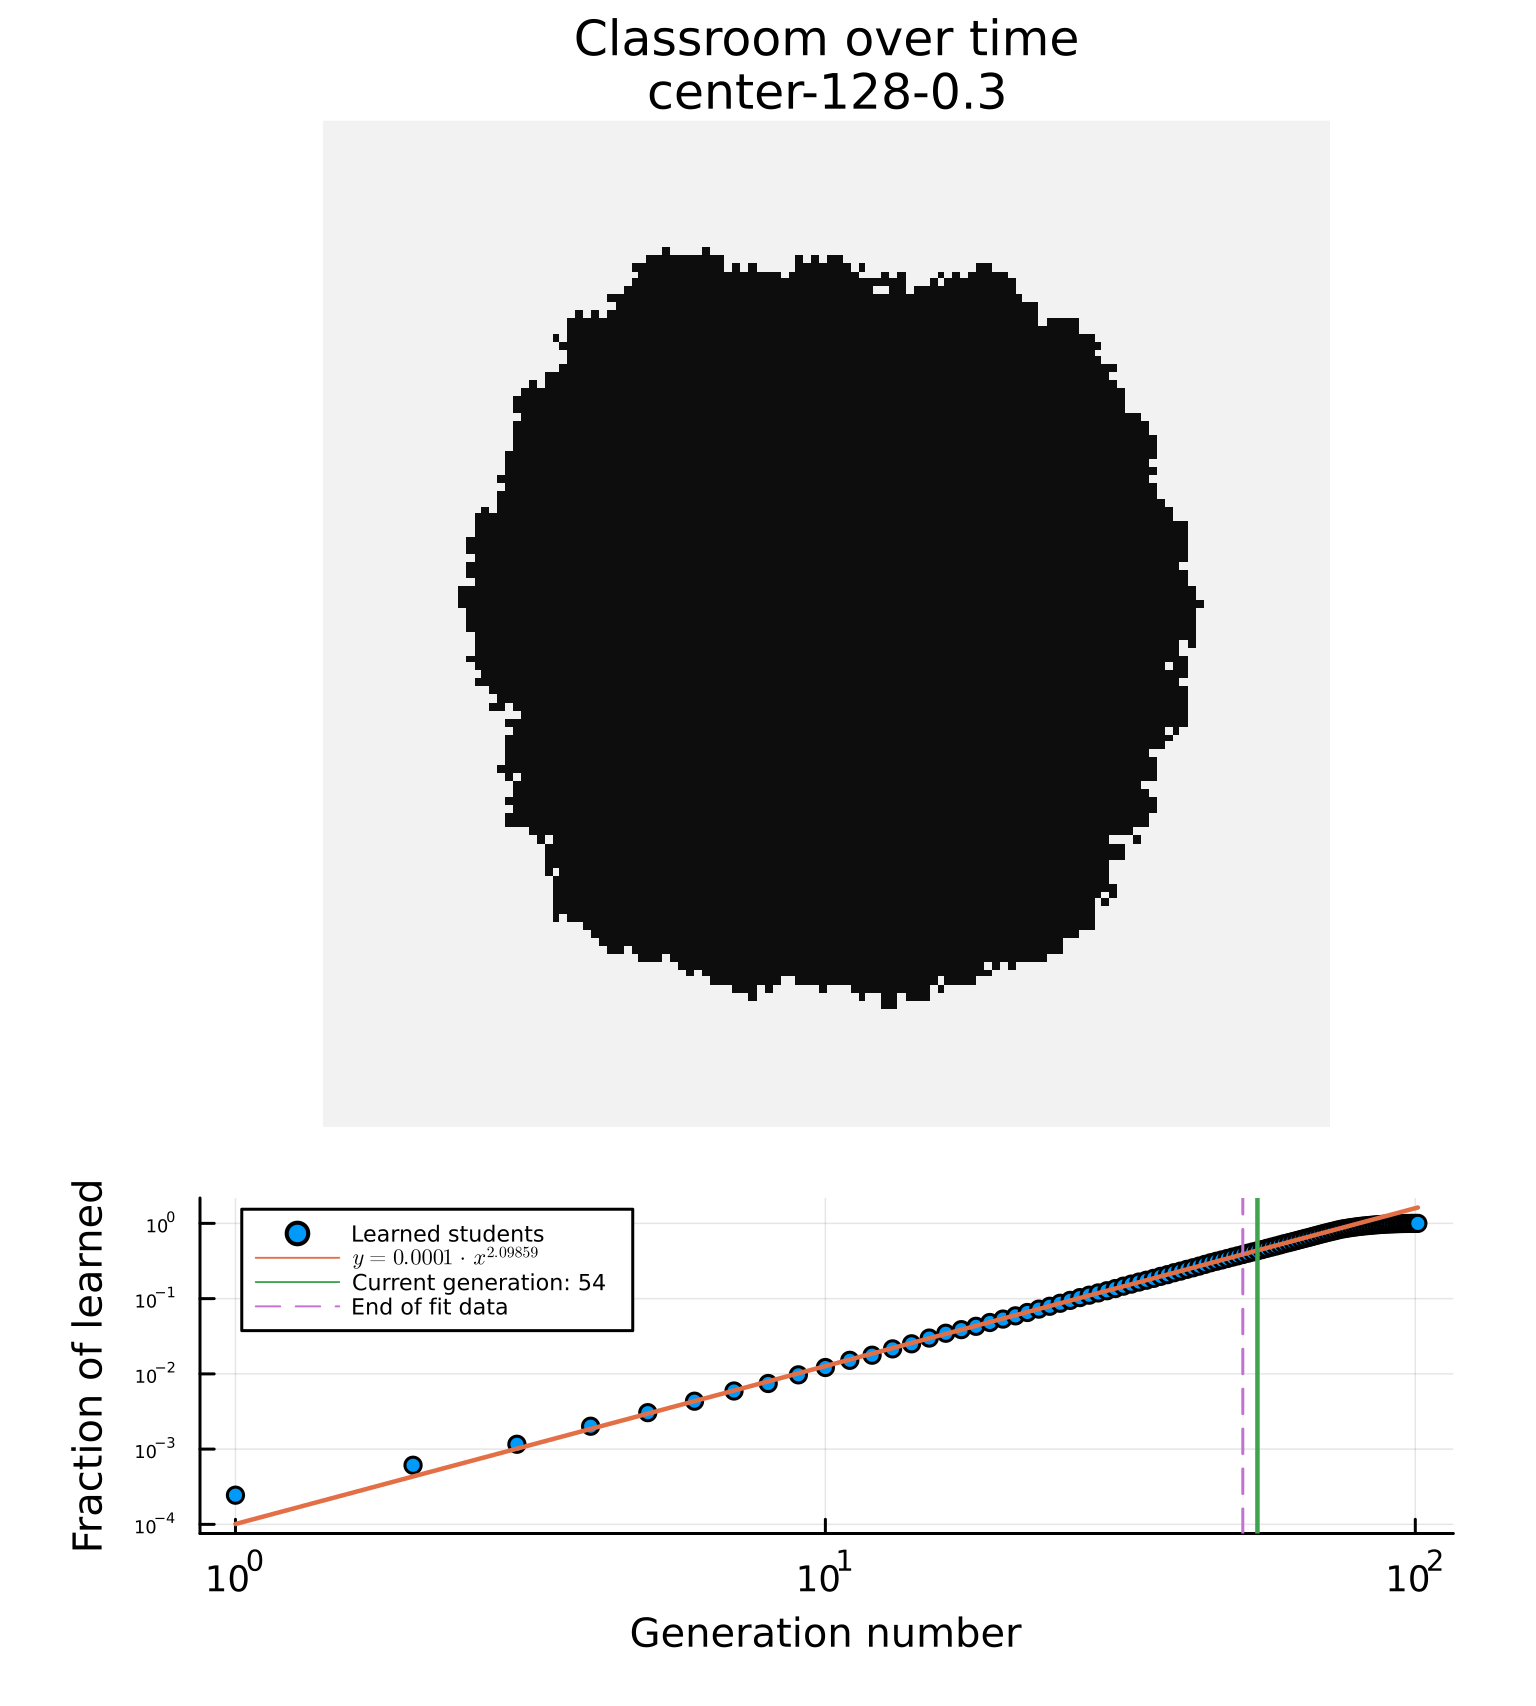 Classroom over time
center-128-0.3
Fraction of learned
10^0
10^-1
10^-2
10^-3
10^-4
Learned students
y = 0.0001 · x^2.09859
Current generation: 54
End of fit data
10^0 10^1 10^2
Generation number